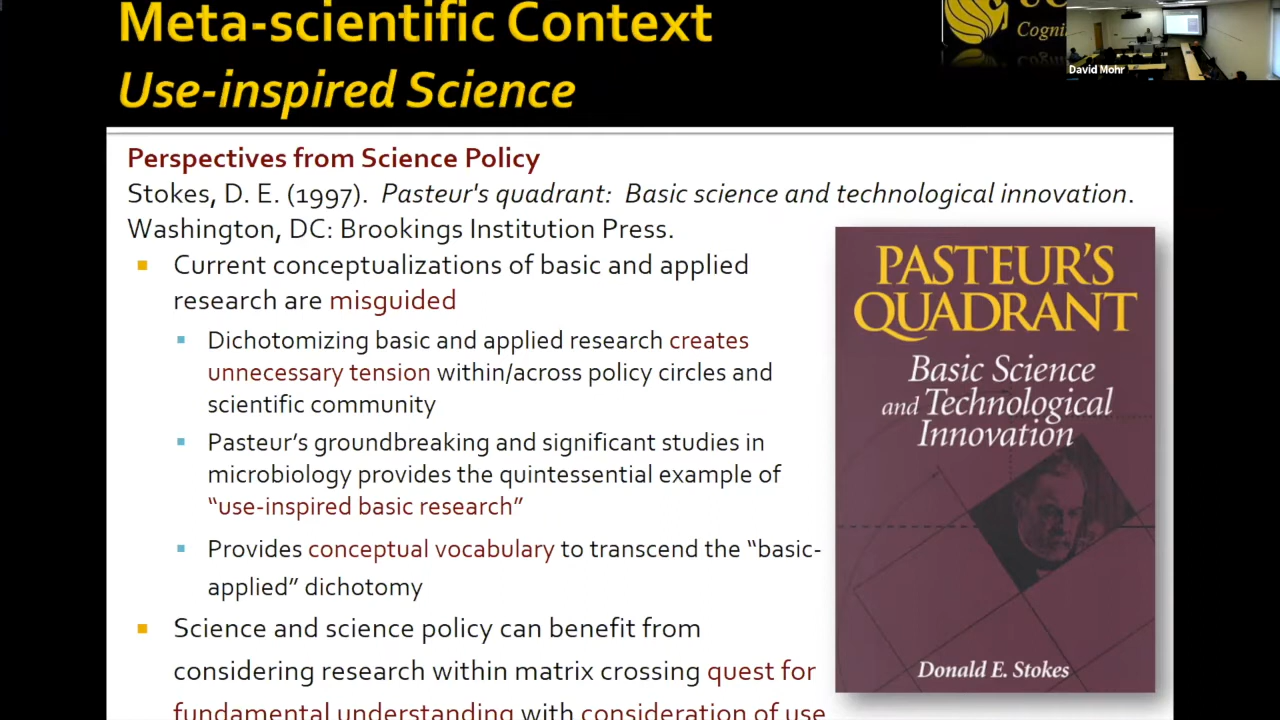 Meta-scientific Context
Use-inspired Science
David Mohr
Perspectives from Science Policy
Stokes, D. E. (1997). Pasteur's quadrant: Basic science and technological innovation.
Washington, DC: Brookings Institution Press.
Current conceptualizations of basic and applied
research are misguided
Dichotomizing basic and applied research creates
unnecessary tension within/across policy circles and
scientific community
Pasteur's groundbreaking and significant studies in
microbiology provides the quintessential example of
“use-inspired basic research”
Provides conceptual vocabulary to transcend the “basic-
applied” dichotomy
Science and science policy can benefit from
considering research within matrix crossing quest for
fundamental understanding with consideration of use
PASTEUR'S
QUADRANT
Basic Science
and Technological
Innovation
Donald E. Stokes